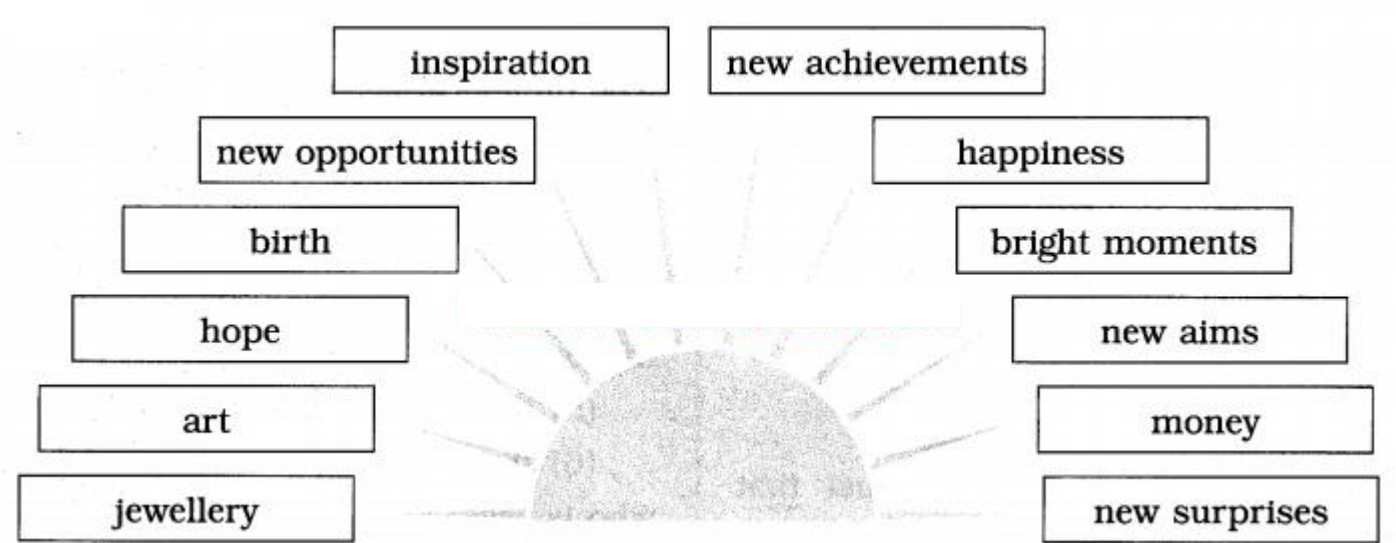 inspiration
new achievements
new opportunities
happiness
birth
bright moments
hope
new aims
art
money
jewellery
new surprises